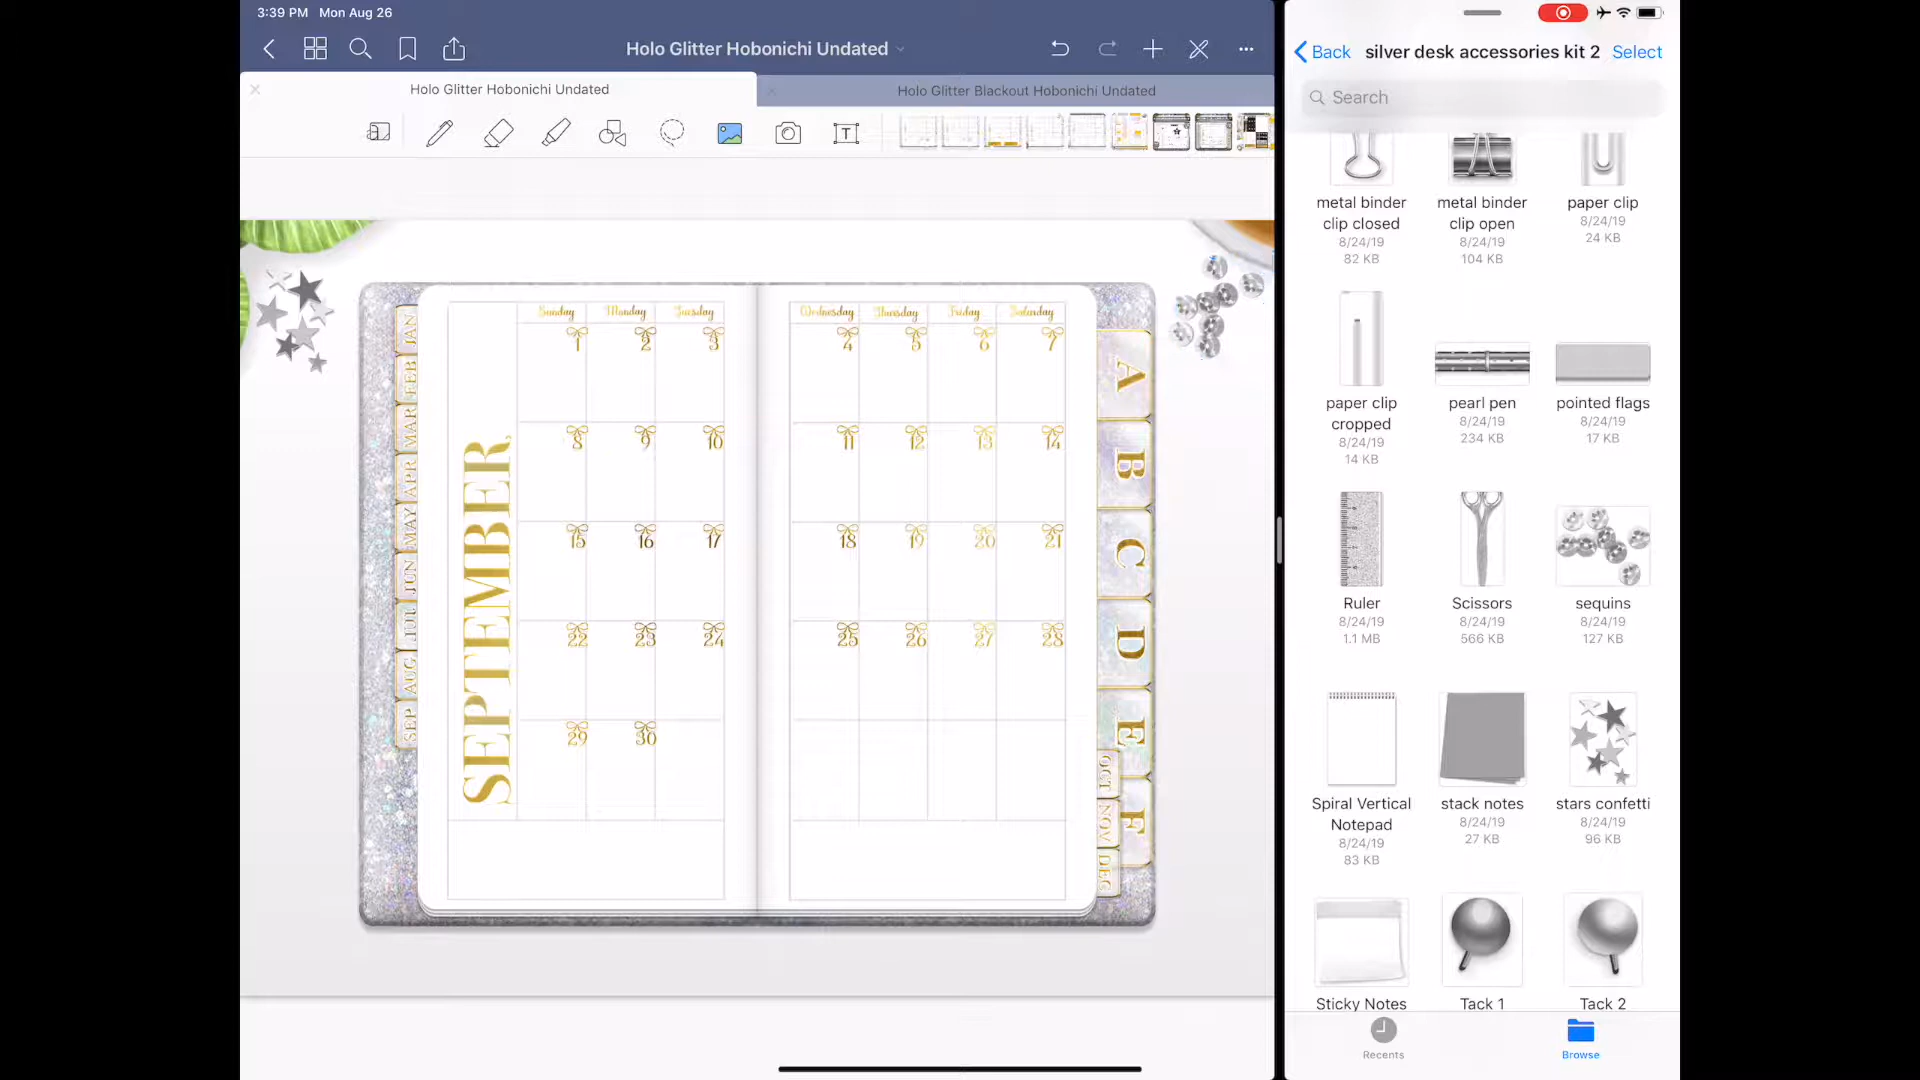 3:39 PM Mon Aug 26
Holo Glitter Hobonichi Undated
Holo Glitter Hobonichi Undated
Holo Glitter Blackout Hobonichi Undated
T
Sunday Monday Tuesday
Wednesday Thursday Friday Saturday
1 2 3 4 5 6 7
8 9 10 11 12 13 14
15 16 17 18 19 20 21
22 23 24 25 26 27 28
29 30
SEPTEMBER
JAN
FEB
MAR
APR
MAY
JUN
JUL
AUG
SEP
A
B
C
D
E
F
OCT
NOV
DEC
Back silver desk accessories kit 2 Select
Search
metal binder clip closed
8/24/19
82 KB
metal binder clip open
8/24/19
104 KB
paper clip
8/24/19
24 KB
paper clip cropped
8/24/19
14 KB
pearl pen
8/24/19
234 KB
pointed flags
8/24/19
17 KB
Ruler
8/24/19
1.1 MB
Scissors
8/24/19
566 KB
sequins
8/24/19
127 KB
Spiral Vertical Notepad
8/24/19
83 KB
stack notes
8/24/19
27 KB
stars confetti
8/24/19
96 KB
Sticky Notes
Tack 1
Tack 2
Recents
Browse